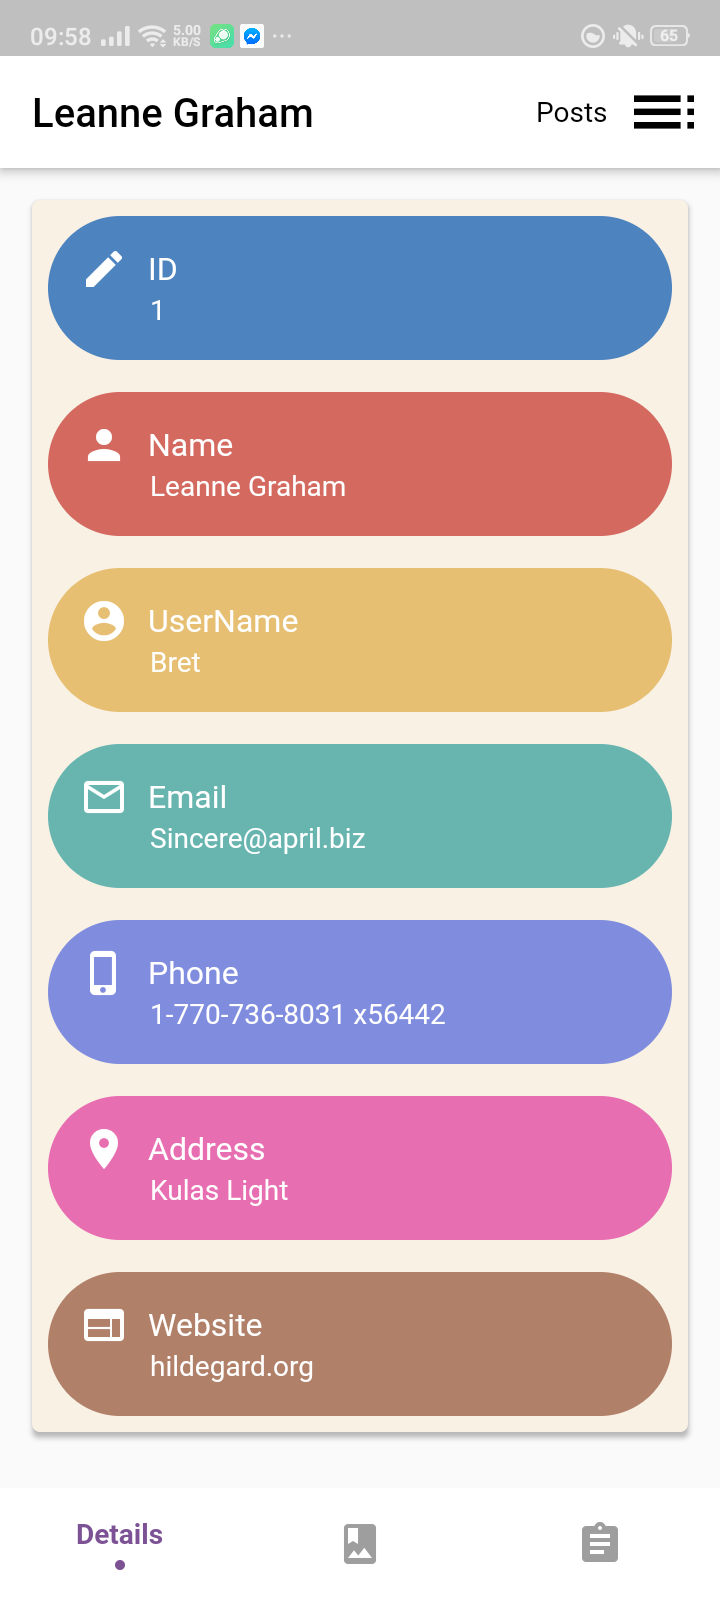 09:58 5.00 KB/S 65
Leanne Graham Posts
ID
1
Name
Leanne Graham
UserName
Bret
Email
Sincere@april.biz
Phone
1-770-736-8031 x56442
Address
Kulas Light
Website
hildegard.org
Details